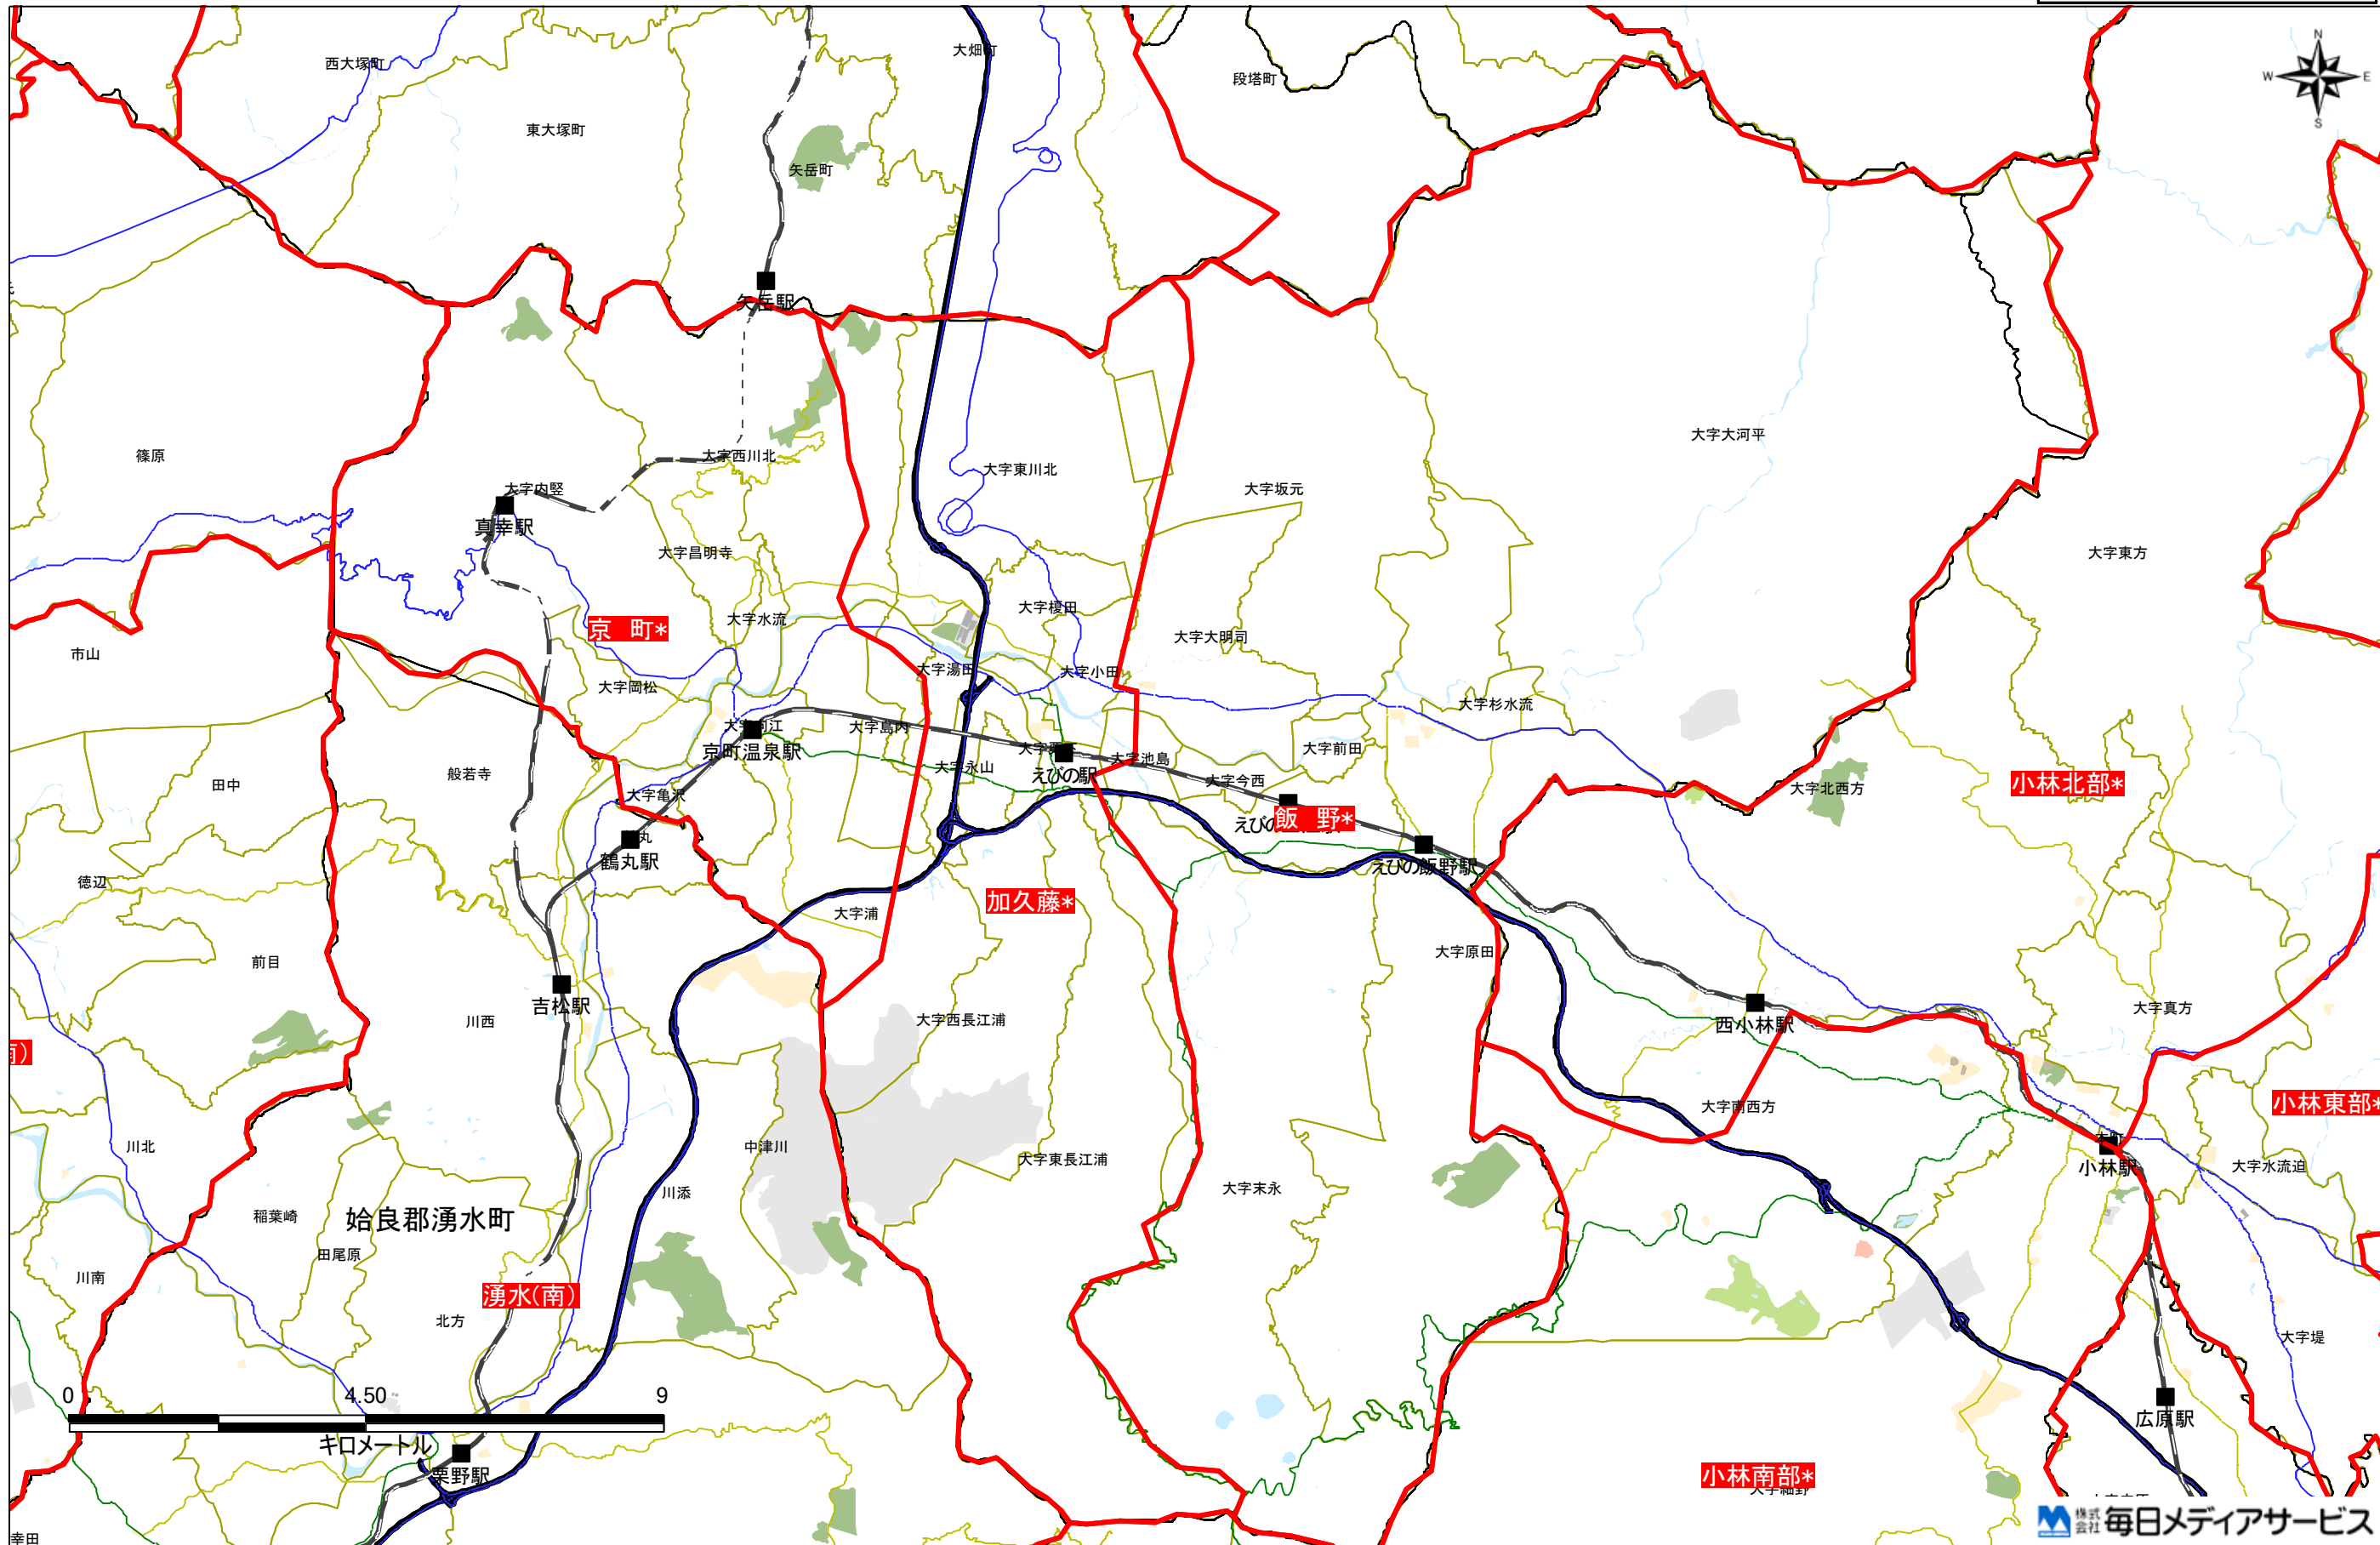 大畑町
西大塚町
段塔町
N
W
E
S
東大塚町
矢岳町
矢岳駅
大字大河平
篠原
大字西川北
大字東川北
大字内竪
大字坂元
真幸駅
大字昌明寺
大字東方
大字榎田
大字水流
京 町*
大字大明司
市山
大字湯田
大字小田
大字岡松
大字杉水流
大字島内
京町温泉駅
大字前田
大字池島
大字永山
えびの駅
般若寺
大字今西
田中
小林北部*
大字北西方
大字亀沢
飯 野*
鶴丸駅
えびの飯野駅
徳辺
加久藤*
大字浦
大字原田
前目
吉松駅
大字真方
川西
大字西長江浦
西小林駅
小林東部*
大字南西方
川北
中津川
大字東長江浦
小林駅
大字水流迫
大字末永
川添
稲葉崎
姶良郡湧水町
田尾原
川南
湧水(南)
北方
大字堤
0
4.50
9
キロメートル
広原駅
栗野駅
小林南部*
大字細野
株式会社 毎日メディアサービス
幸田